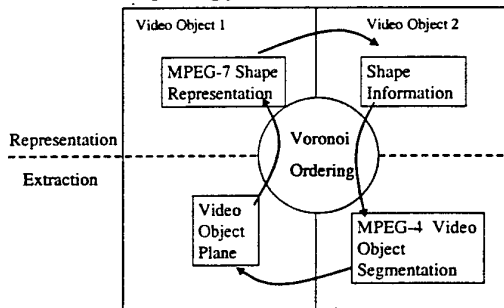 Video Object 1
Video Object 2
MPEG-7 Shape
Representation
Shape
Information
Representation
Voronoi
Ordering
Extraction
Video
Object
Plane
MPEG-4 Video
Object
Segmentation